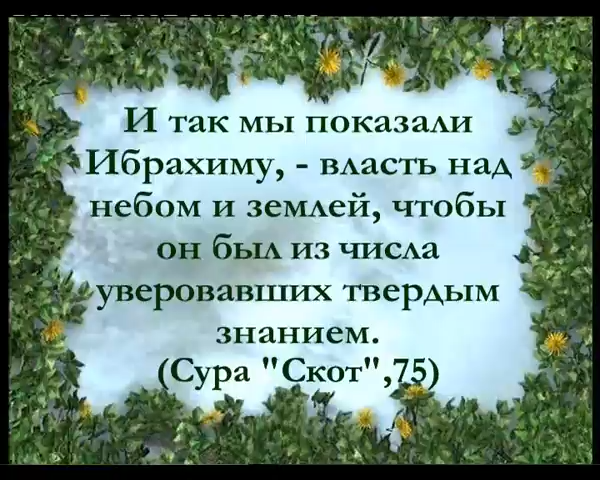 И так мы показали
Ибрахиму, - власть над
небом и землей, чтобы
он был из числа
уверовавших твердым
знанием.
(Сура "Скот",75)